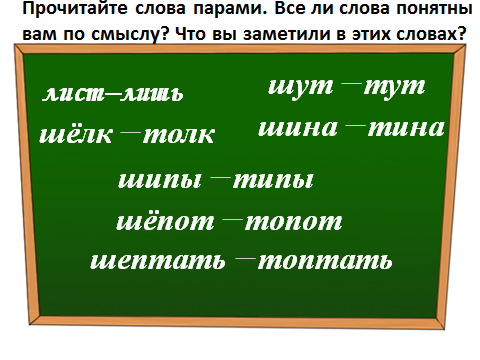 Прочитайте слова парами. Все ли слова понятны
вам по смыслу? Что вы заметили в этих словах?
лист–лишь
шут –тут
шёлк –толк
шина –тина
шипы –типы
шёпот –топот
шептать –топтать